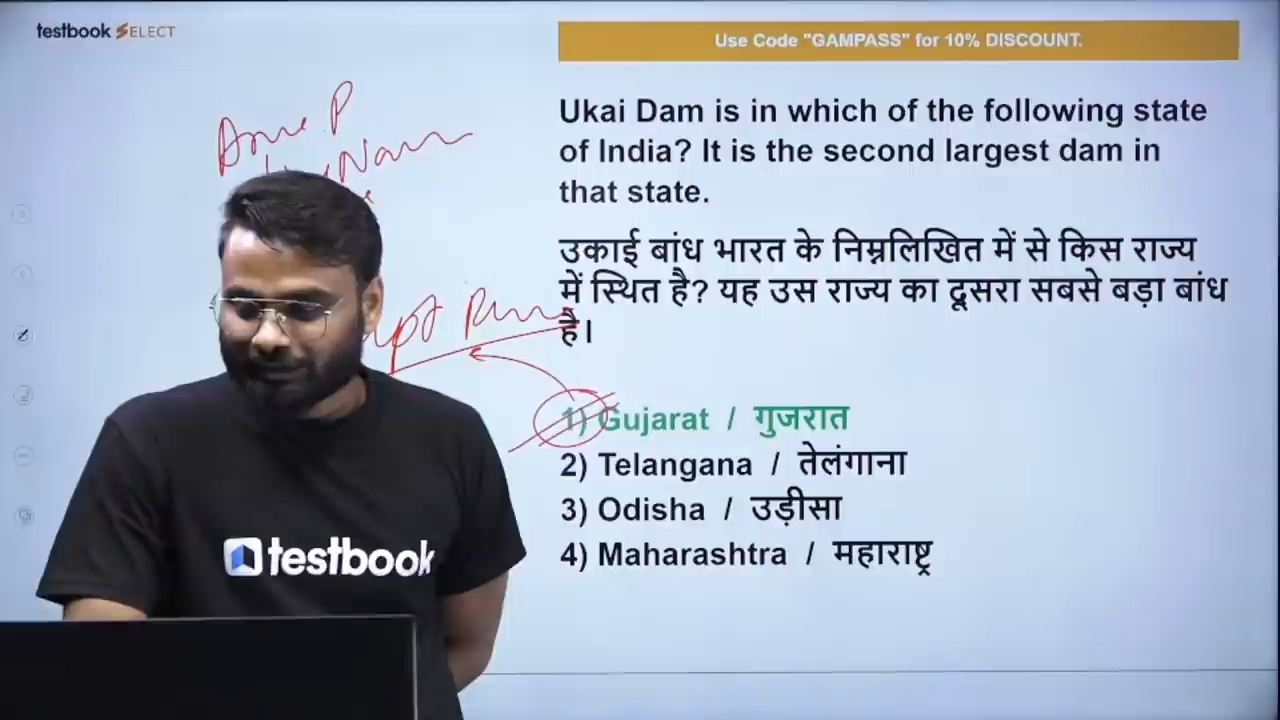 testbook SELECT
Use Code "GAMPASS" for 10% DISCOUNT.
Ukai Dam is in which of the following state
of India? It is the second largest dam in
that state.
उकाई बांध भारत के निम्नलिखित में से किस राज्य
में स्थित है? यह उस राज्य का दूसरा सबसे बड़ा बांध
है।
1) Gujarat / गुजरात
2) Telangana / तेलंगाना
3) Odisha / उड़ीसा
4) Maharashtra / महाराष्ट्र
testbook